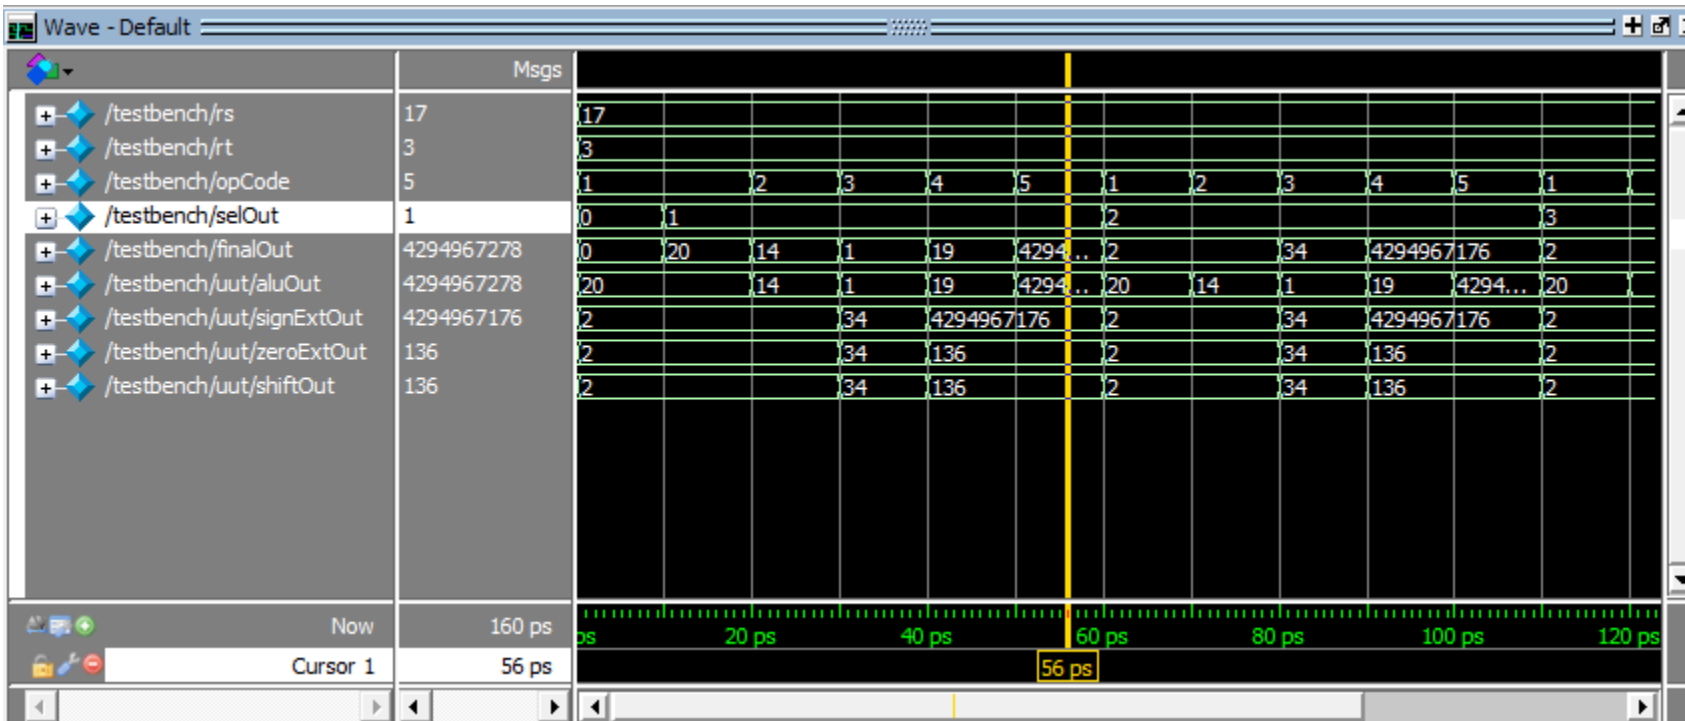 Wave - Default
Msgs
/testbench/rs 17 17
/testbench/rt 3 3
/testbench/opCode 5 1 2 3 4 5 1 2 3 4 5 1
/testbench/selOut 1 0 1 2 3
/testbench/finalOut 4294967278 0 20 14 1 19 4294... 2 34 4294967176 2
/testbench/uut/aluOut 4294967278 20 14 1 19 4294... 20 14 1 19 4294... 20
/testbench/uut/signExtOut 4294967176 2 34 4294967176 2 34 4294967176 2
/testbench/uut/zeroExtOut 136 2 34 136 2 34 136 2
/testbench/uut/shiftOut 136 2 34 136 2 34 136 2
Now 160 ps ps 20 ps 40 ps 60 ps 80 ps 100 ps 120 ps
Cursor 1 56 ps 56 ps